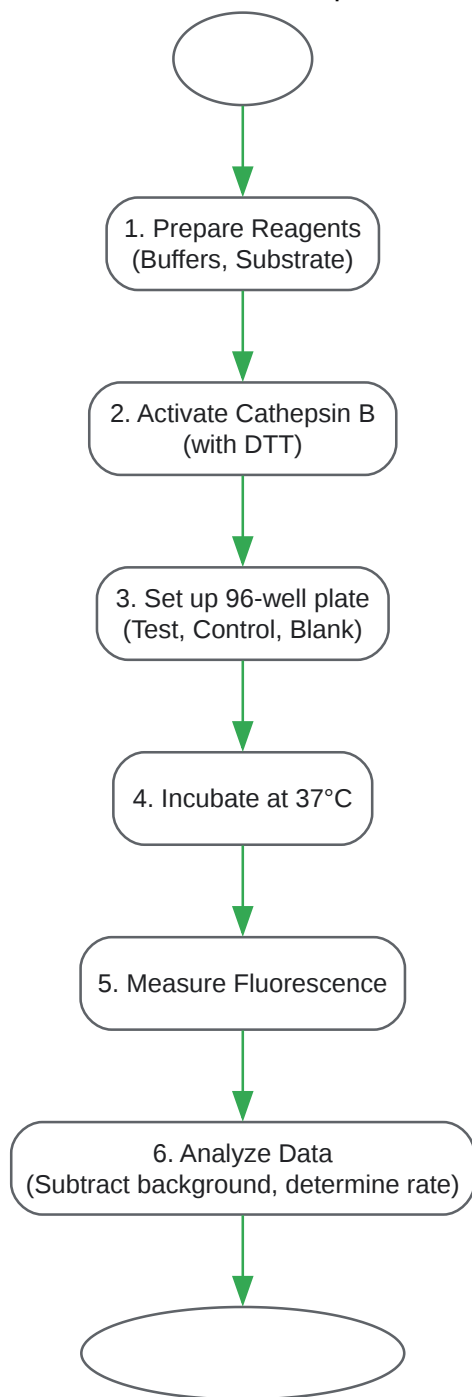 1. Prepare Reagents
(Buffers, Substrate)
2. Activate Cathepsin B
(with DTT)
3. Set up 96-well plate
(Test, Control, Blank)
4. Incubate at 37°C
5. Measure Fluorescence
6. Analyze Data
(Subtract background, determine rate)